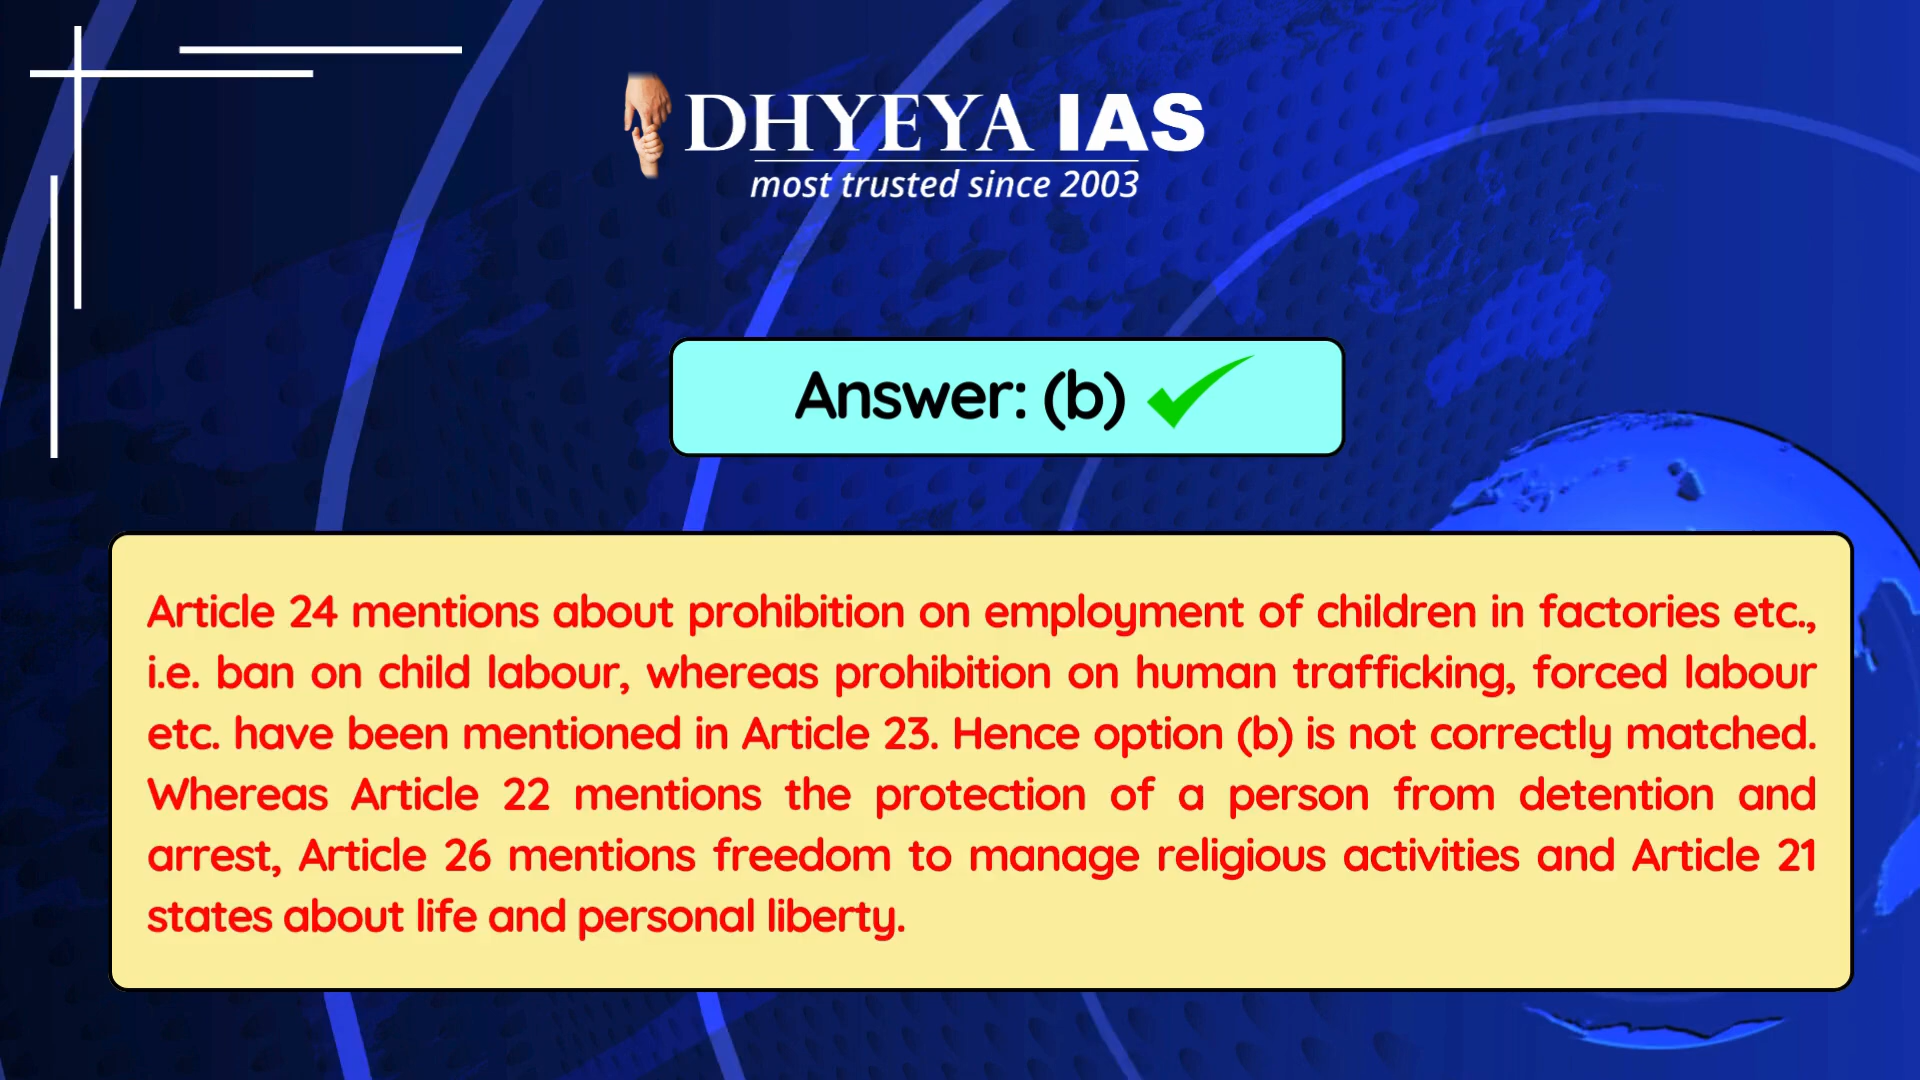 DHYEYA IAS
most trusted since 2003
Answer: (b)
Article 24 mentions about prohibition on employment of children in factories etc.,
i.e. ban on child labour, whereas prohibition on human trafficking, forced labour
etc. have been mentioned in Article 23. Hence option (b) is not correctly matched.
Whereas Article 22 mentions the protection of a person from detention and
arrest, Article 26 mentions freedom to manage religious activities and Article 21
states about life and personal liberty.